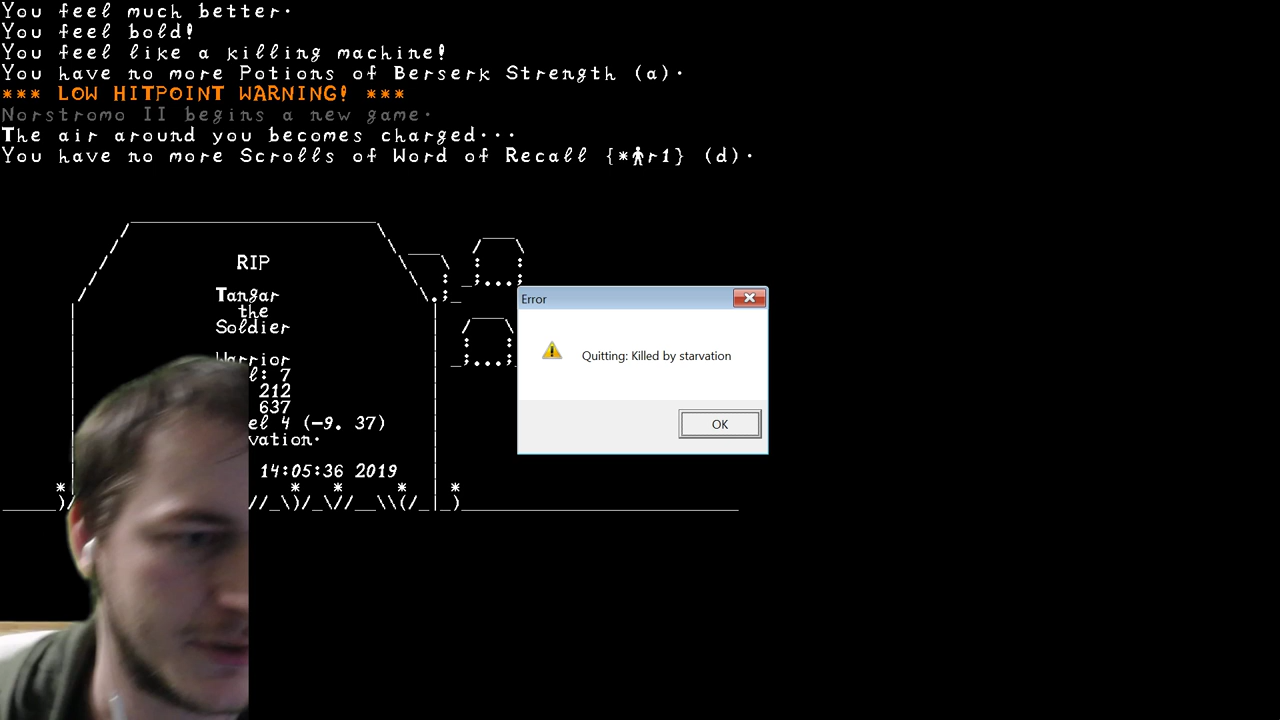 You feel much better.
You feel bold!
You feel like a killing machine!
You have no more Potions of Berserk Strength (a).
*** LOW HITPOINT WARNING! ***
Norstromo II begins a new game.
The air around you becomes charged...
You have no more Scrolls of Word of Recall {*r1} (d).
RIP
Tangar
the
Soldier
Warrior
7
212
637
4 (-9, 37)
14:05:36 2019
Error
Quitting: Killed by starvation
OK